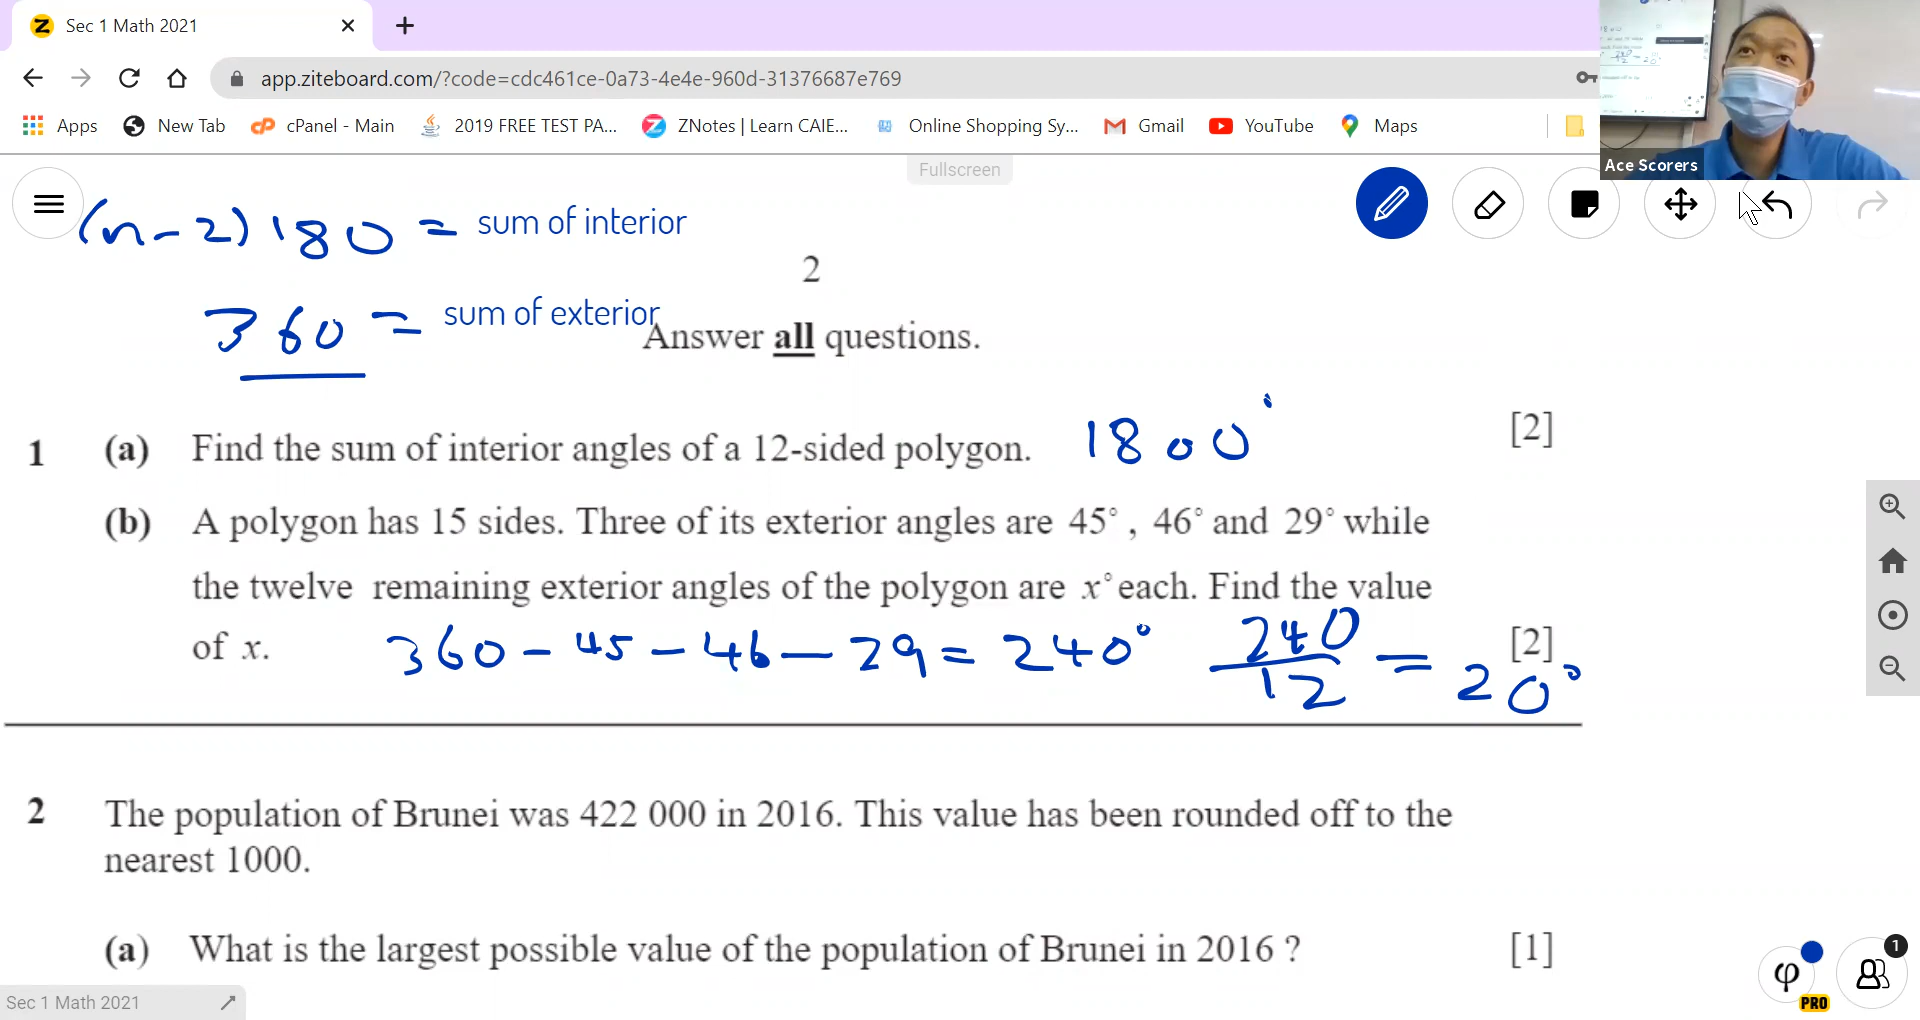 Sec 1 Math 2021
app.ziteboard.com/?code=cdc461ce-0a73-4e4e-960d-31376687e769
Apps New Tab cPanel - Main 2019 FREE TEST PA... ZNotes | Learn CAIE... Online Shopping Sy... Gmail YouTube Maps
Ace Scorers
Fullscreen
(n-2)180 = sum of interior
2
360 = sum of exterior
Answer all questions.
1 (a) Find the sum of interior angles of a 12-sided polygon. 1800° [2]
(b) A polygon has 15 sides. Three of its exterior angles are 45°, 46° and 29° while
the twelve remaining exterior angles of the polygon are x° each. Find the value
of x. 360 - 45 - 46 - 29 = 240° 240/12 = 20° [2]
2 The population of Brunei was 422 000 in 2016. This value has been rounded off to the
nearest 1000.
(a) What is the largest possible value of the population of Brunei in 2016 ? [1]
1
φ
PRO
Sec 1 Math 2021